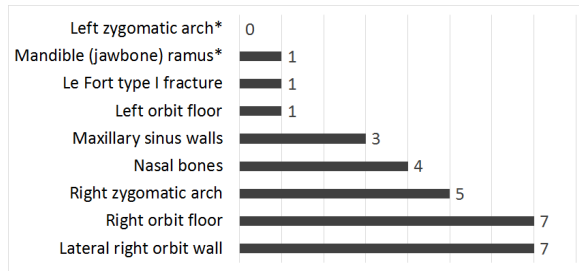 Left zygomatic arch* 0
Mandible (jawbone) ramus* 1
Le Fort type I fracture 1
Left orbit floor 1
Maxillary sinus walls 3
Nasal bones 4
Right zygomatic arch 5
Right orbit floor 7
Lateral right orbit wall 7